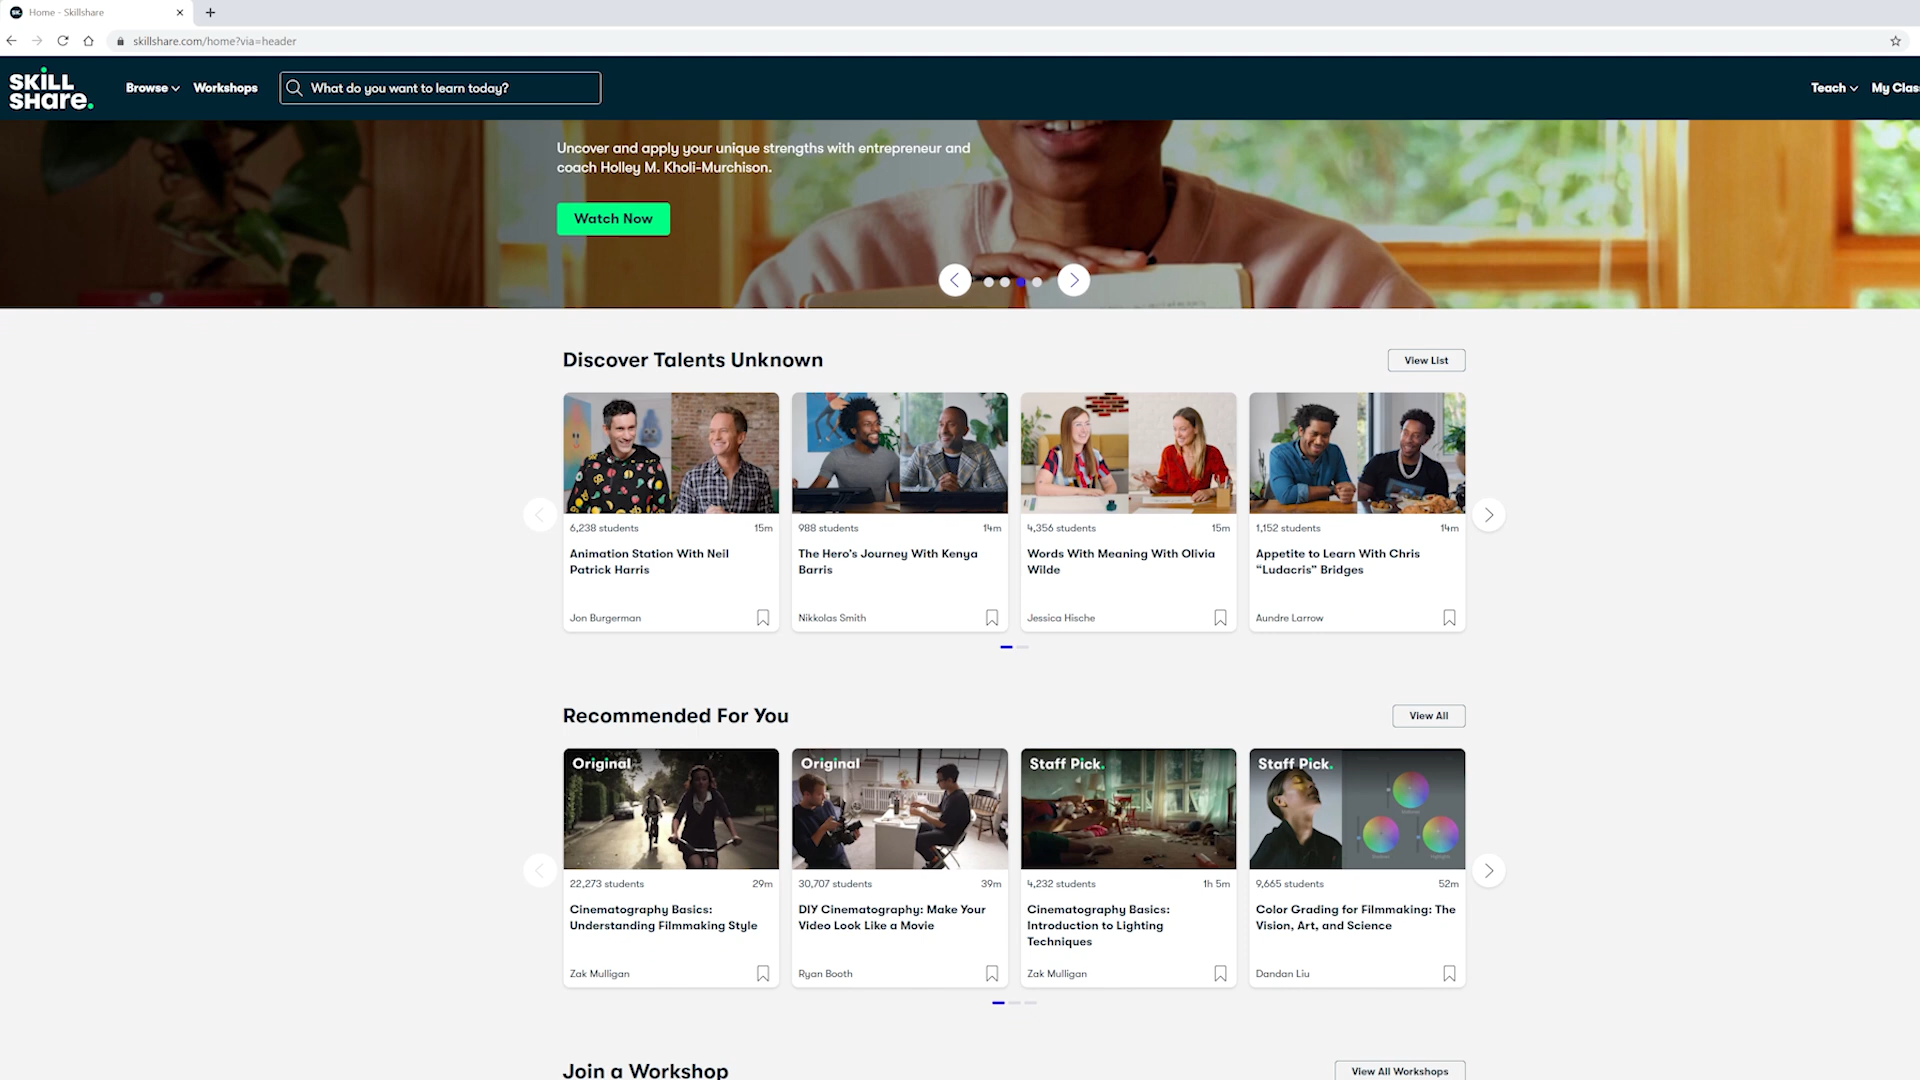 Home - Skillshare
skillshare.com/home?via=header
SKILL
SHare.
Browse
Workshops
What do you want to learn today?
Teach
My Clas
Uncover and apply your unique strengths with entrepreneur and
coach Holley M. Kholi-Murchison.
Watch Now
Discover Talents Unknown
View List
6,238 students 15m
Animation Station With Neil
Patrick Harris
Jon Burgerman
988 students 14m
The Hero's Journey With Kenya
Barris
Nikkolas Smith
4,356 students 15m
Words With Meaning With Olivia
Wilde
Jessica Hische
1,152 students 14m
Appetite to Learn With Chris
“Ludacris” Bridges
Aundre Larrow
Recommended For You
View All
Original
22,273 students 29m
Cinematography Basics:
Understanding Filmmaking Style
Zak Mulligan
Original
30,707 students 39m
DIY Cinematography: Make Your
Video Look Like a Movie
Ryan Booth
Staff Pick.
4,232 students 1h 5m
Cinematography Basics:
Introduction to Lighting
Techniques
Zak Mulligan
Staff Pick.
9,665 students 52m
Color Grading for Filmmaking: The
Vision, Art, and Science
Dandan Liu
Join a Workshop
View All Workshops